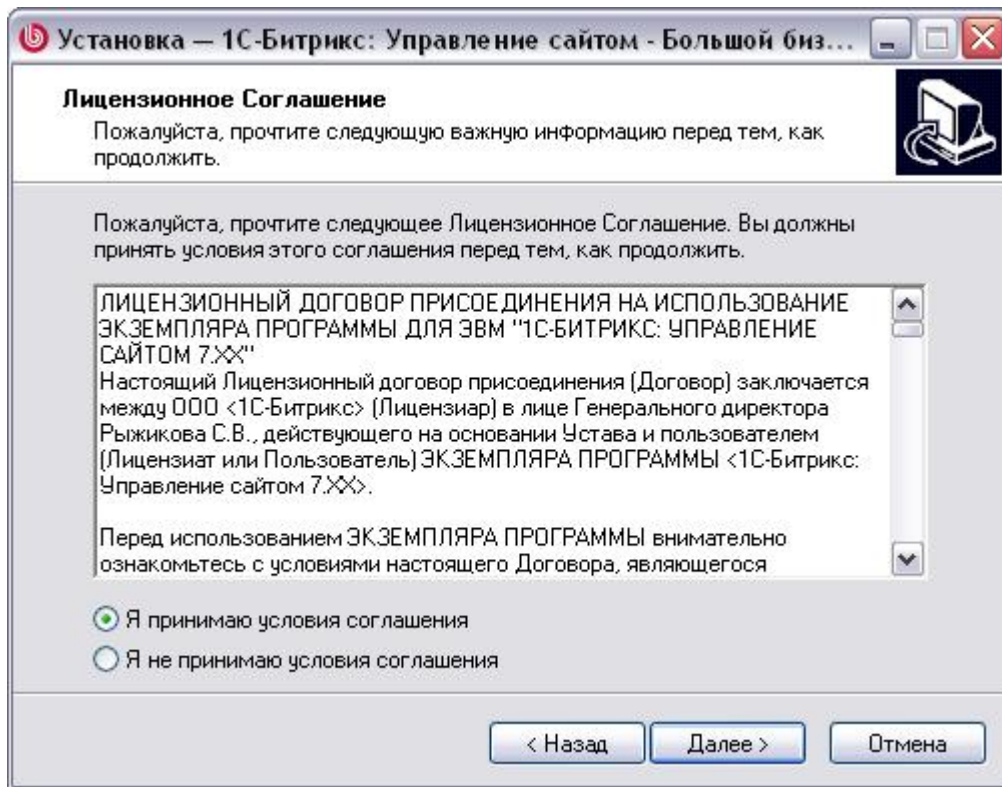 Установка — 1С-Битрикс: Управление сайтом - Большой биз...
Лицензионное Соглашение
Пожалуйста, прочтите следующую важную информацию перед тем, как
продолжить.
Пожалуйста, прочтите следующее Лицензионное Соглашение. Вы должны
принять условия этого соглашения перед тем, как продолжить.
ЛИЦЕНЗИОННЫЙ ДОГОВОР ПРИСОЕДИНЕНИЯ НА ИСПОЛЬЗОВАНИЕ
ЭКЗЕМПЛЯРА ПРОГРАММЫ ДЛЯ ЭВМ "1С-БИТРИКС: УПРАВЛЕНИЕ
САЙТОМ 7.XX"
Настоящий Лицензионный договор присоединения (Договор) заключается
между ООО <1С-Битрикс> (Лицензиар) в лице Генерального директора
Рыжикова С.В., действующего на основании Устава и пользователем
(Лицензиат или Пользователь) ЭКЗЕМПЛЯРА ПРОГРАММЫ <1С-Битрикс:
Управление сайтом 7.XX>.
Перед использованием ЭКЗЕМПЛЯРА ПРОГРАММЫ внимательно
ознакомьтесь с условиями настоящего Договора, являющегося
Я принимаю условия соглашения
Я не принимаю условия соглашения
< Назад Далее > Отмена